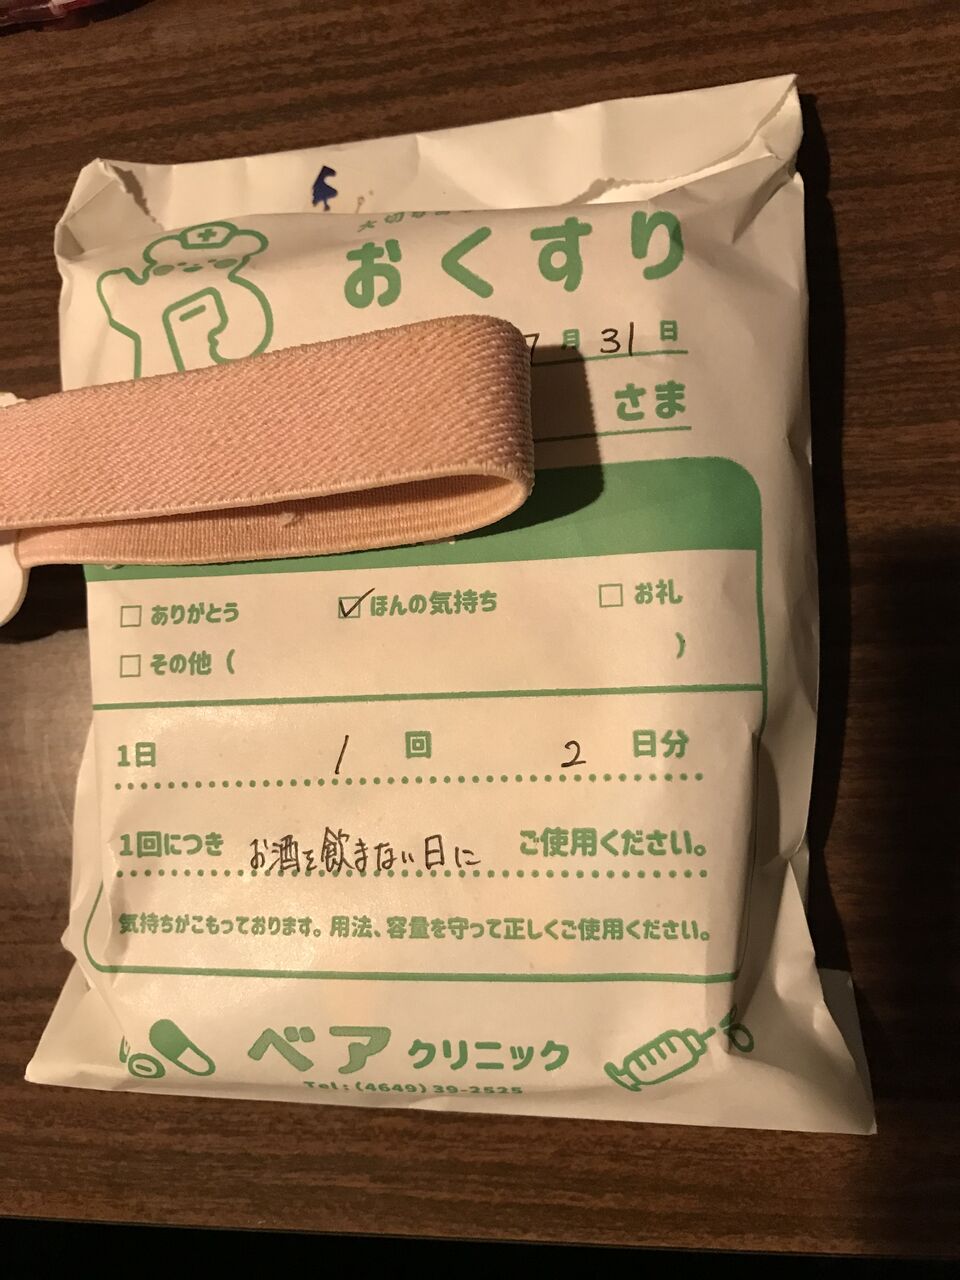 大切な
おくすり
7月31日
さま
☐ ありがとう ☑ ほんの気持ち ☐ お礼
☐ その他 ( )
1日 1 回 2 日分
1回につき お酒を飲まない日に ご使用ください。
気持ちがこもっております。用法、容量を守って正しくご使用ください。
ベア クリニック
Tel:(4649)39-2525